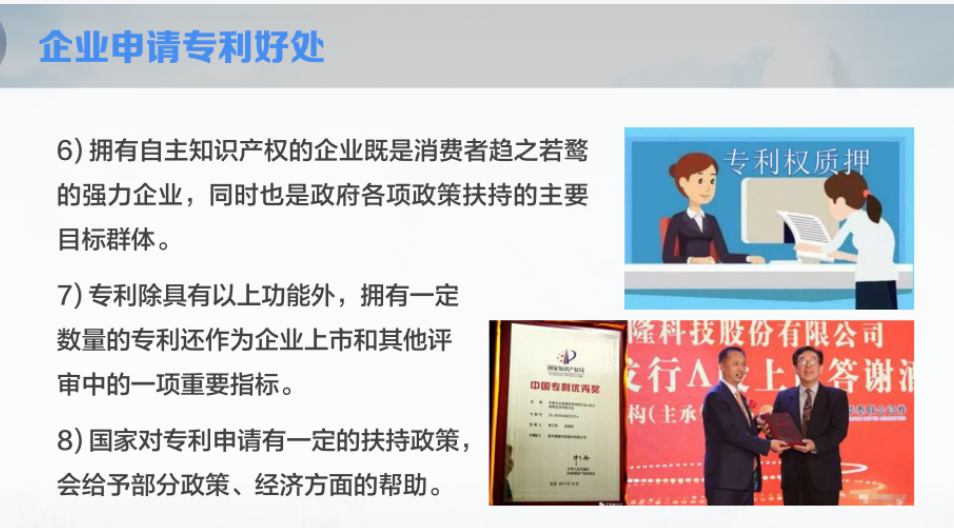 企业申请专利好处
6) 拥有自主知识产权的企业既是消费者趋之若鹜
的强力企业，同时也是政府各项政策扶持的主要
目标群体。
7) 专利除具有以上功能外，拥有一定
数量的专利还作为企业上市和其他评
审中的一项重要指标。
8) 国家对专利申请有一定的扶持政策，
会给予部分政策、经济方面的帮助。
专利权质押
国家知识产权局
中国专利优秀奖
隆科技股份有限公司
发行A股上 答谢酒
构(主承